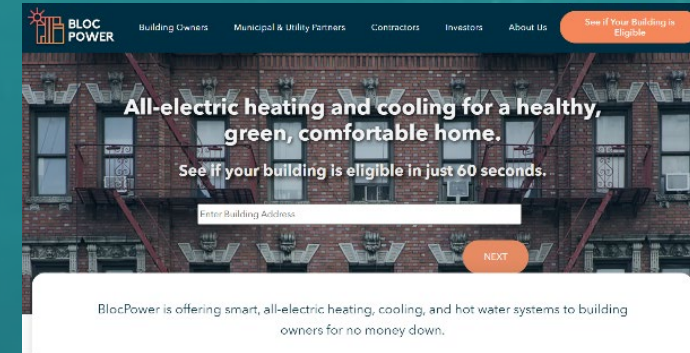 BLOC
POWER
Building Owners
Municipal & Utility Partners
Contractors
Investors
About Us
See if Your Building is
Eligible
All-electric heating and cooling for a healthy,
green, comfortable home.
See if your building is eligible in just 60 seconds.
Enter Building Address
NEXT
BlocPower is offering smart, all-electric heating, cooling, and hot water systems to building
owners for no money down.